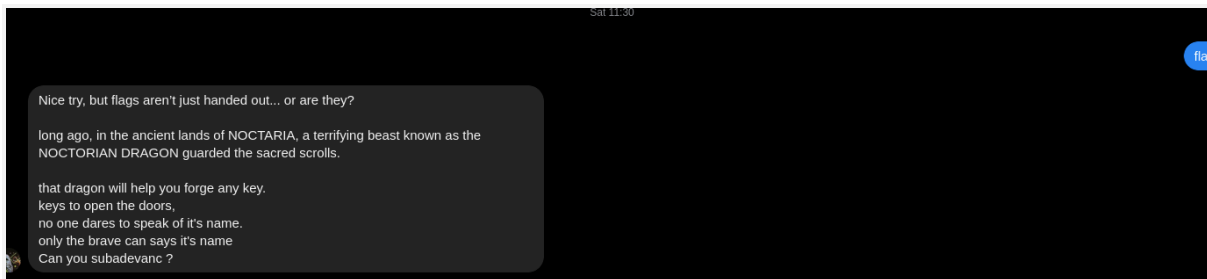 Sat 11:30
fla
Nice try, but flags aren't just handed out... or are they?
long ago, in the ancient lands of NOCTARIA, a terrifying beast known as the
NOCTORIAN DRAGON guarded the sacred scrolls.
that dragon will help you forge any key.
keys to open the doors,
no one dares to speak of it's name.
only the brave can says it's name
Can you subadevanc ?